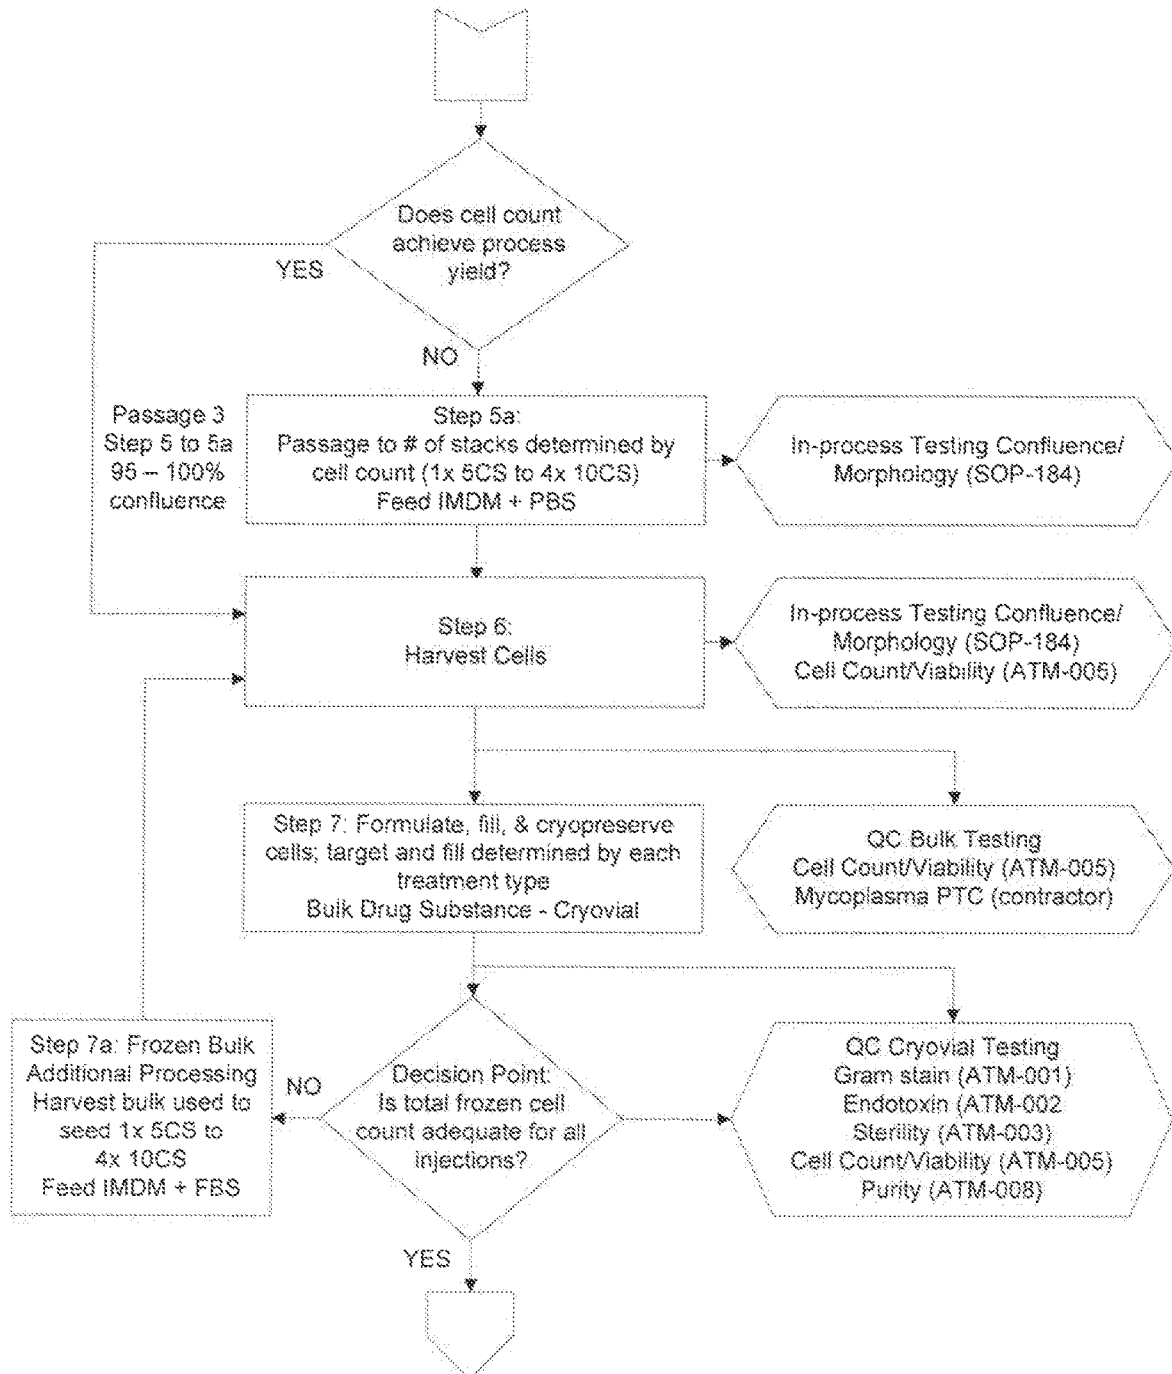 Does cell count
achieve process
yield?
YES
NO
Passage 3
Step 5 to 5a
95 – 100%
confluence
Step 5a:
Passage to # of stacks determined by
cell count (1x 5CS to 4x 10CS)
Feed IMDM + PBS
In-process Testing Confluence/
Morphology (SOP-184)
Step 6:
Harvest Cells
In-process Testing Confluence/
Morphology (SOP-184)
Cell Count/Viability (ATM-005)
Step 7: Formulate, fill, & cryopreserve
cells; target and fill determined by each
treatment type
Bulk Drug Substance - Cryovial
QC Bulk Testing
Cell Count/Viability (ATM-005)
Mycoplasma PTC (contractor)
Step 7a: Frozen Bulk
Additional Processing
Harvest bulk used to
seed 1x 5CS to
4x 10CS
Feed IMDM + FBS
NO
Decision Point:
Is total frozen cell
count adequate for all
injections?
QC Cryovial Testing
Gram stain (ATM-001)
Endotoxin (ATM-002
Sterility (ATM-003)
Cell Count/Viability (ATM-005)
Purity (ATM-008)
YES